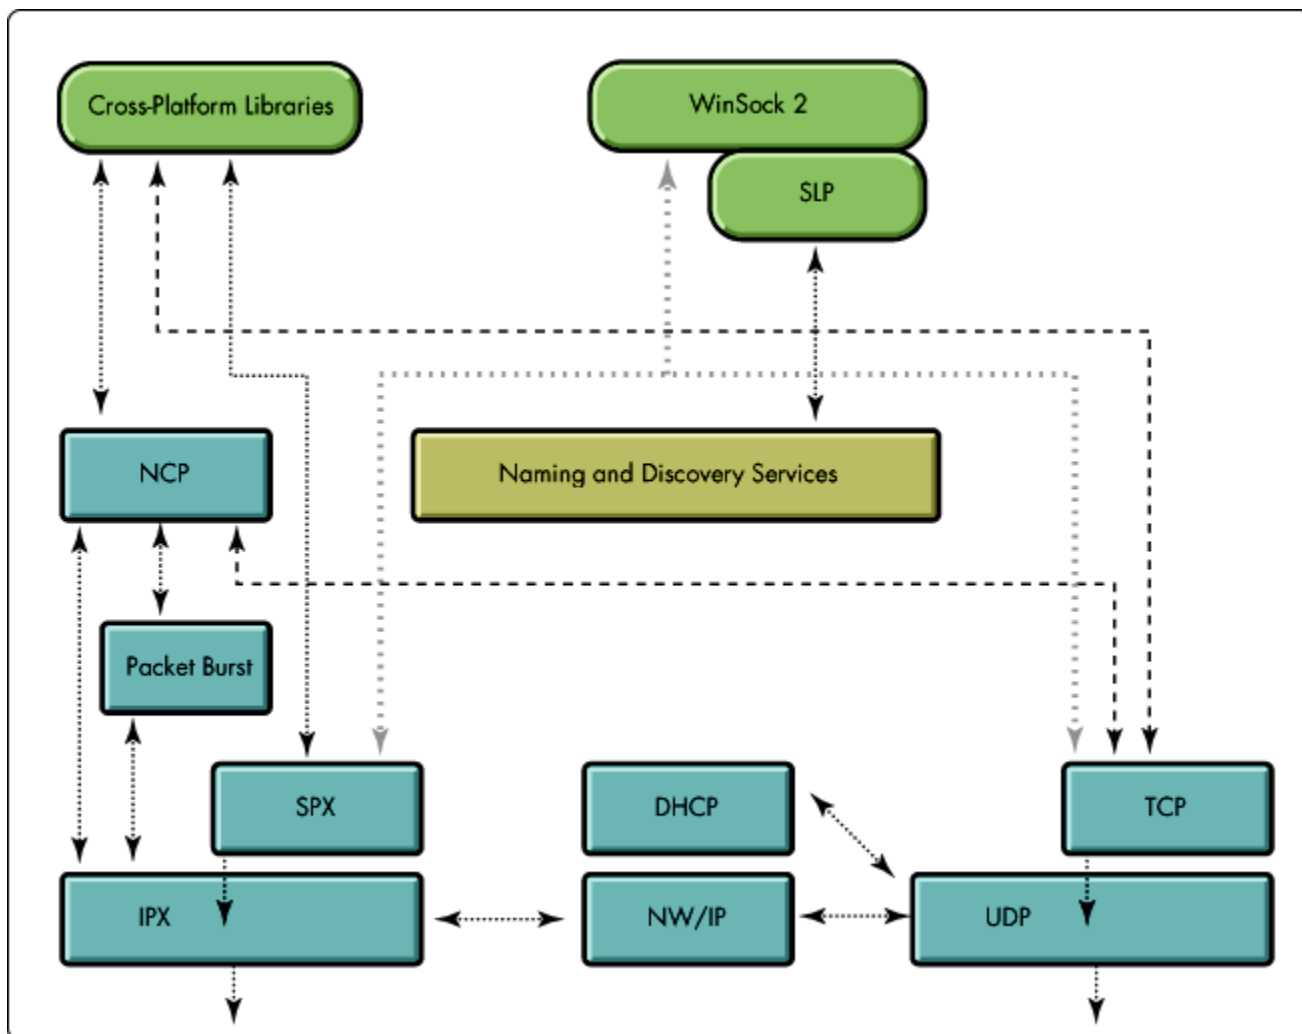 Cross-Platform Libraries
WinSock 2
SLP
NCP
Naming and Discovery Services
Packet Burst
SPX
DHCP
TCP
IPX
NW/IP
UDP